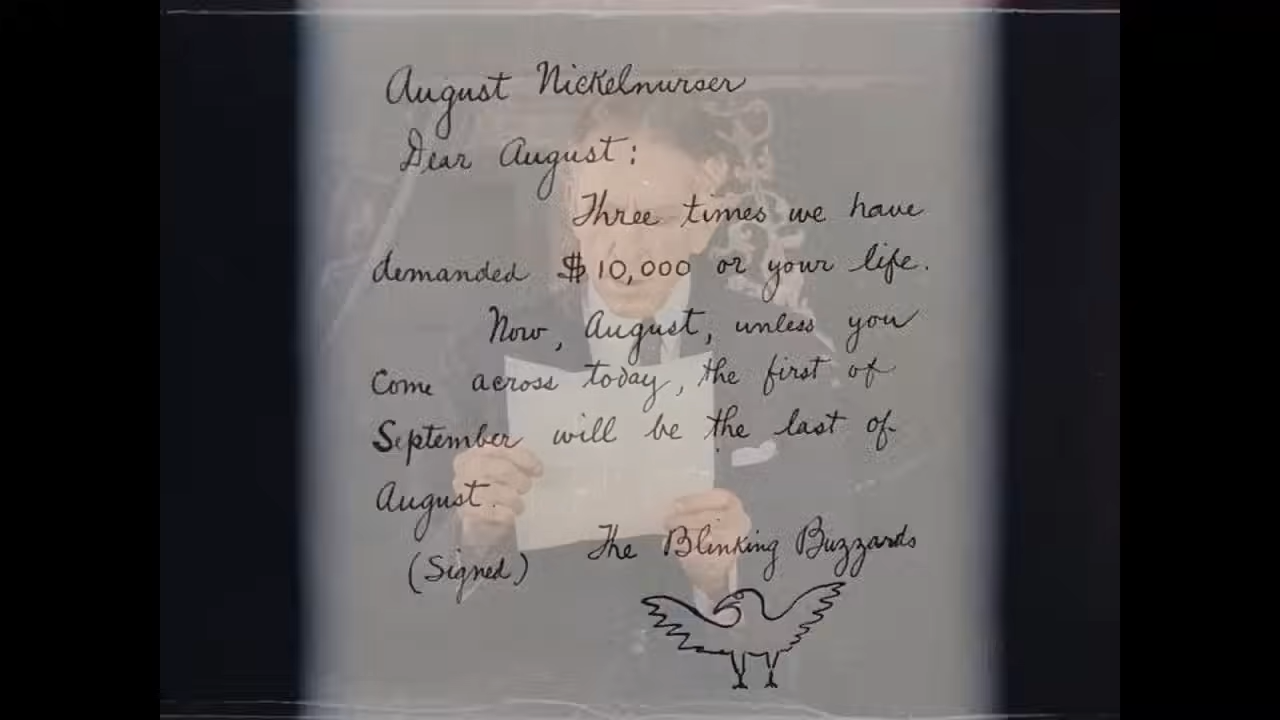 August Nickelnurser
Dear August:
Three times we have
demanded $10,000 or your life.
Now, August, unless you
come across today, the first of
September will be the last of
August.
(Signed) The Blinking Buzzards